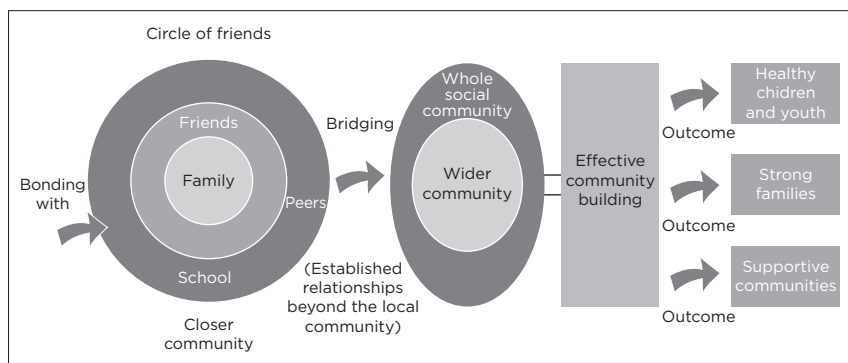 Circle of friends
Friends
Family
Peers
School
Bonding
with
Closer
community
Bridging
(Established
relationships
beyond the local
community)
Whole
social
community
Wider
community
Effective
community
building
Outcome
Healthy
chidren
and youth
Outcome
Strong
families
Outcome
Supportive
communities